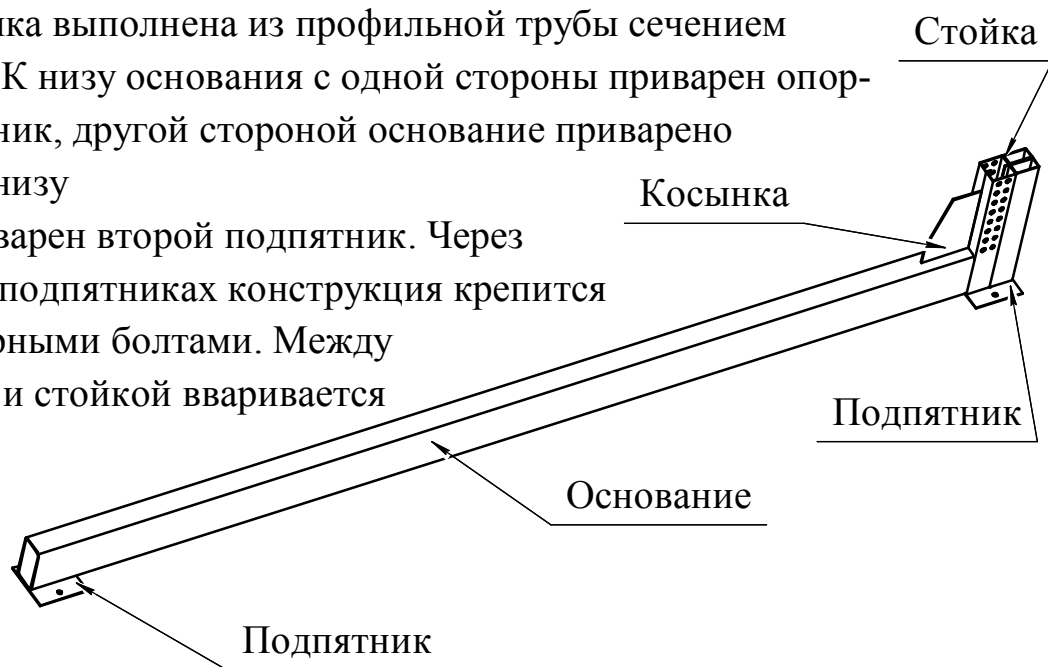 ка выполнена из профильной трубы сечением
К низу основания с одной стороны приварен опор-
ник, другой стороной основание приварено
низу
варен второй подпятник. Через
подпятниках конструкция крепится
рными болтами. Между
и стойкой вваривается
Стойка
Косынка
Подпятник
Основание
Подпятник